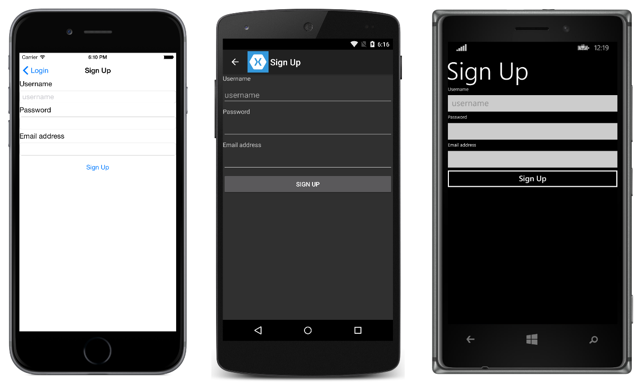 Carrier 6:10 PM
Login Sign Up
Username
username
Password
Email address
Sign Up
6:16
Sign Up
Username
username
Password
Email address
SIGN UP
12:19
Sign Up
Username
username
Password
Email address
Sign Up